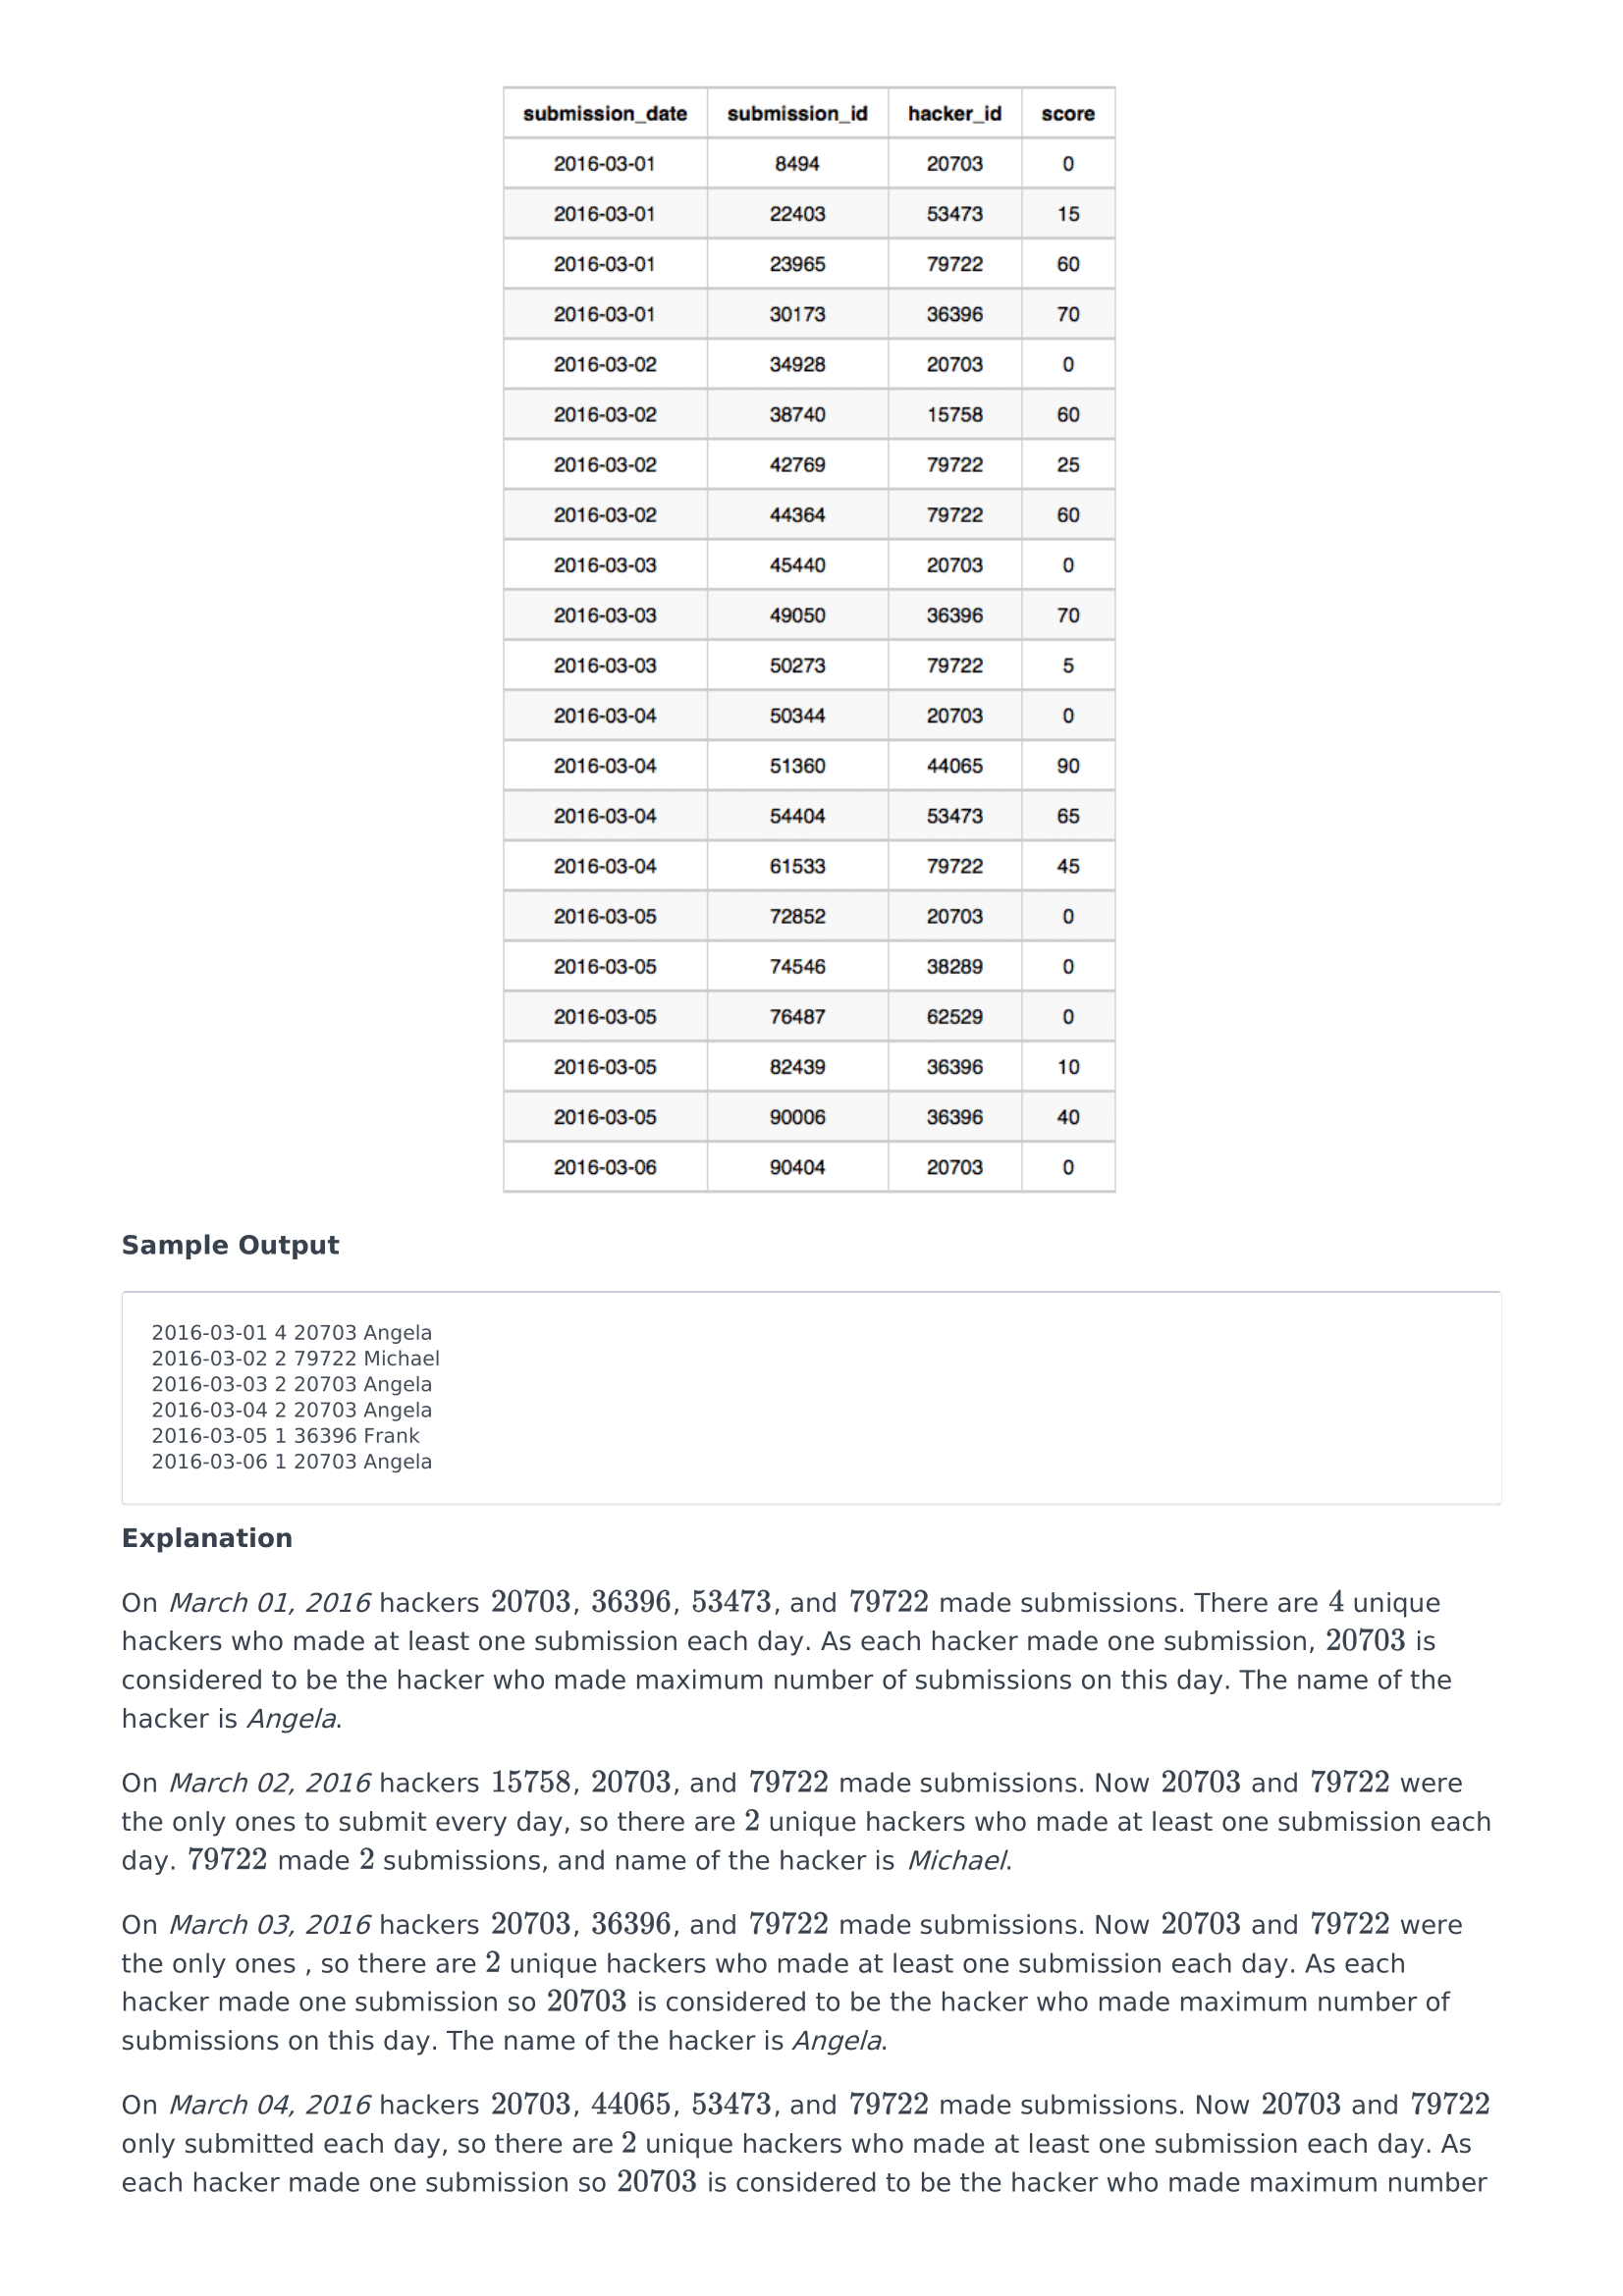 submission_date submission_id hacker_id score
2016-03-01 8494 20703 0
2016-03-01 22403 53473 15
2016-03-01 23965 79722 60
2016-03-01 30173 36396 70
2016-03-02 34928 20703 0
2016-03-02 38740 15758 60
2016-03-02 42769 79722 25
2016-03-02 44364 79722 60
2016-03-03 45440 20703 0
2016-03-03 49050 36396 70
2016-03-03 50273 79722 5
2016-03-04 50344 20703 0
2016-03-04 51360 44065 90
2016-03-04 54404 53473 65
2016-03-04 61533 79722 45
2016-03-05 72852 20703 0
2016-03-05 74546 38289 0
2016-03-05 76487 62529 0
2016-03-05 82439 36396 10
2016-03-05 90006 36396 40
2016-03-06 90404 20703 0
Sample Output
2016-03-01 4 20703 Angela
2016-03-02 2 79722 Michael
2016-03-03 2 20703 Angela
2016-03-04 2 20703 Angela
2016-03-05 1 36396 Frank
2016-03-06 1 20703 Angela
Explanation
On March 01, 2016 hackers 20703, 36396, 53473, and 79722 made submissions. There are 4 unique
hackers who made at least one submission each day. As each hacker made one submission, 20703 is
considered to be the hacker who made maximum number of submissions on this day. The name of the
hacker is Angela.
On March 02, 2016 hackers 15758, 20703, and 79722 made submissions. Now 20703 and 79722 were
the only ones to submit every day, so there are 2 unique hackers who made at least one submission each
day. 79722 made 2 submissions, and name of the hacker is Michael.
On March 03, 2016 hackers 20703, 36396, and 79722 made submissions. Now 20703 and 79722 were
the only ones , so there are 2 unique hackers who made at least one submission each day. As each
hacker made one submission so 20703 is considered to be the hacker who made maximum number of
submissions on this day. The name of the hacker is Angela.
On March 04, 2016 hackers 20703, 44065, 53473, and 79722 made submissions. Now 20703 and 79722
only submitted each day, so there are 2 unique hackers who made at least one submission each day. As
each hacker made one submission so 20703 is considered to be the hacker who made maximum number